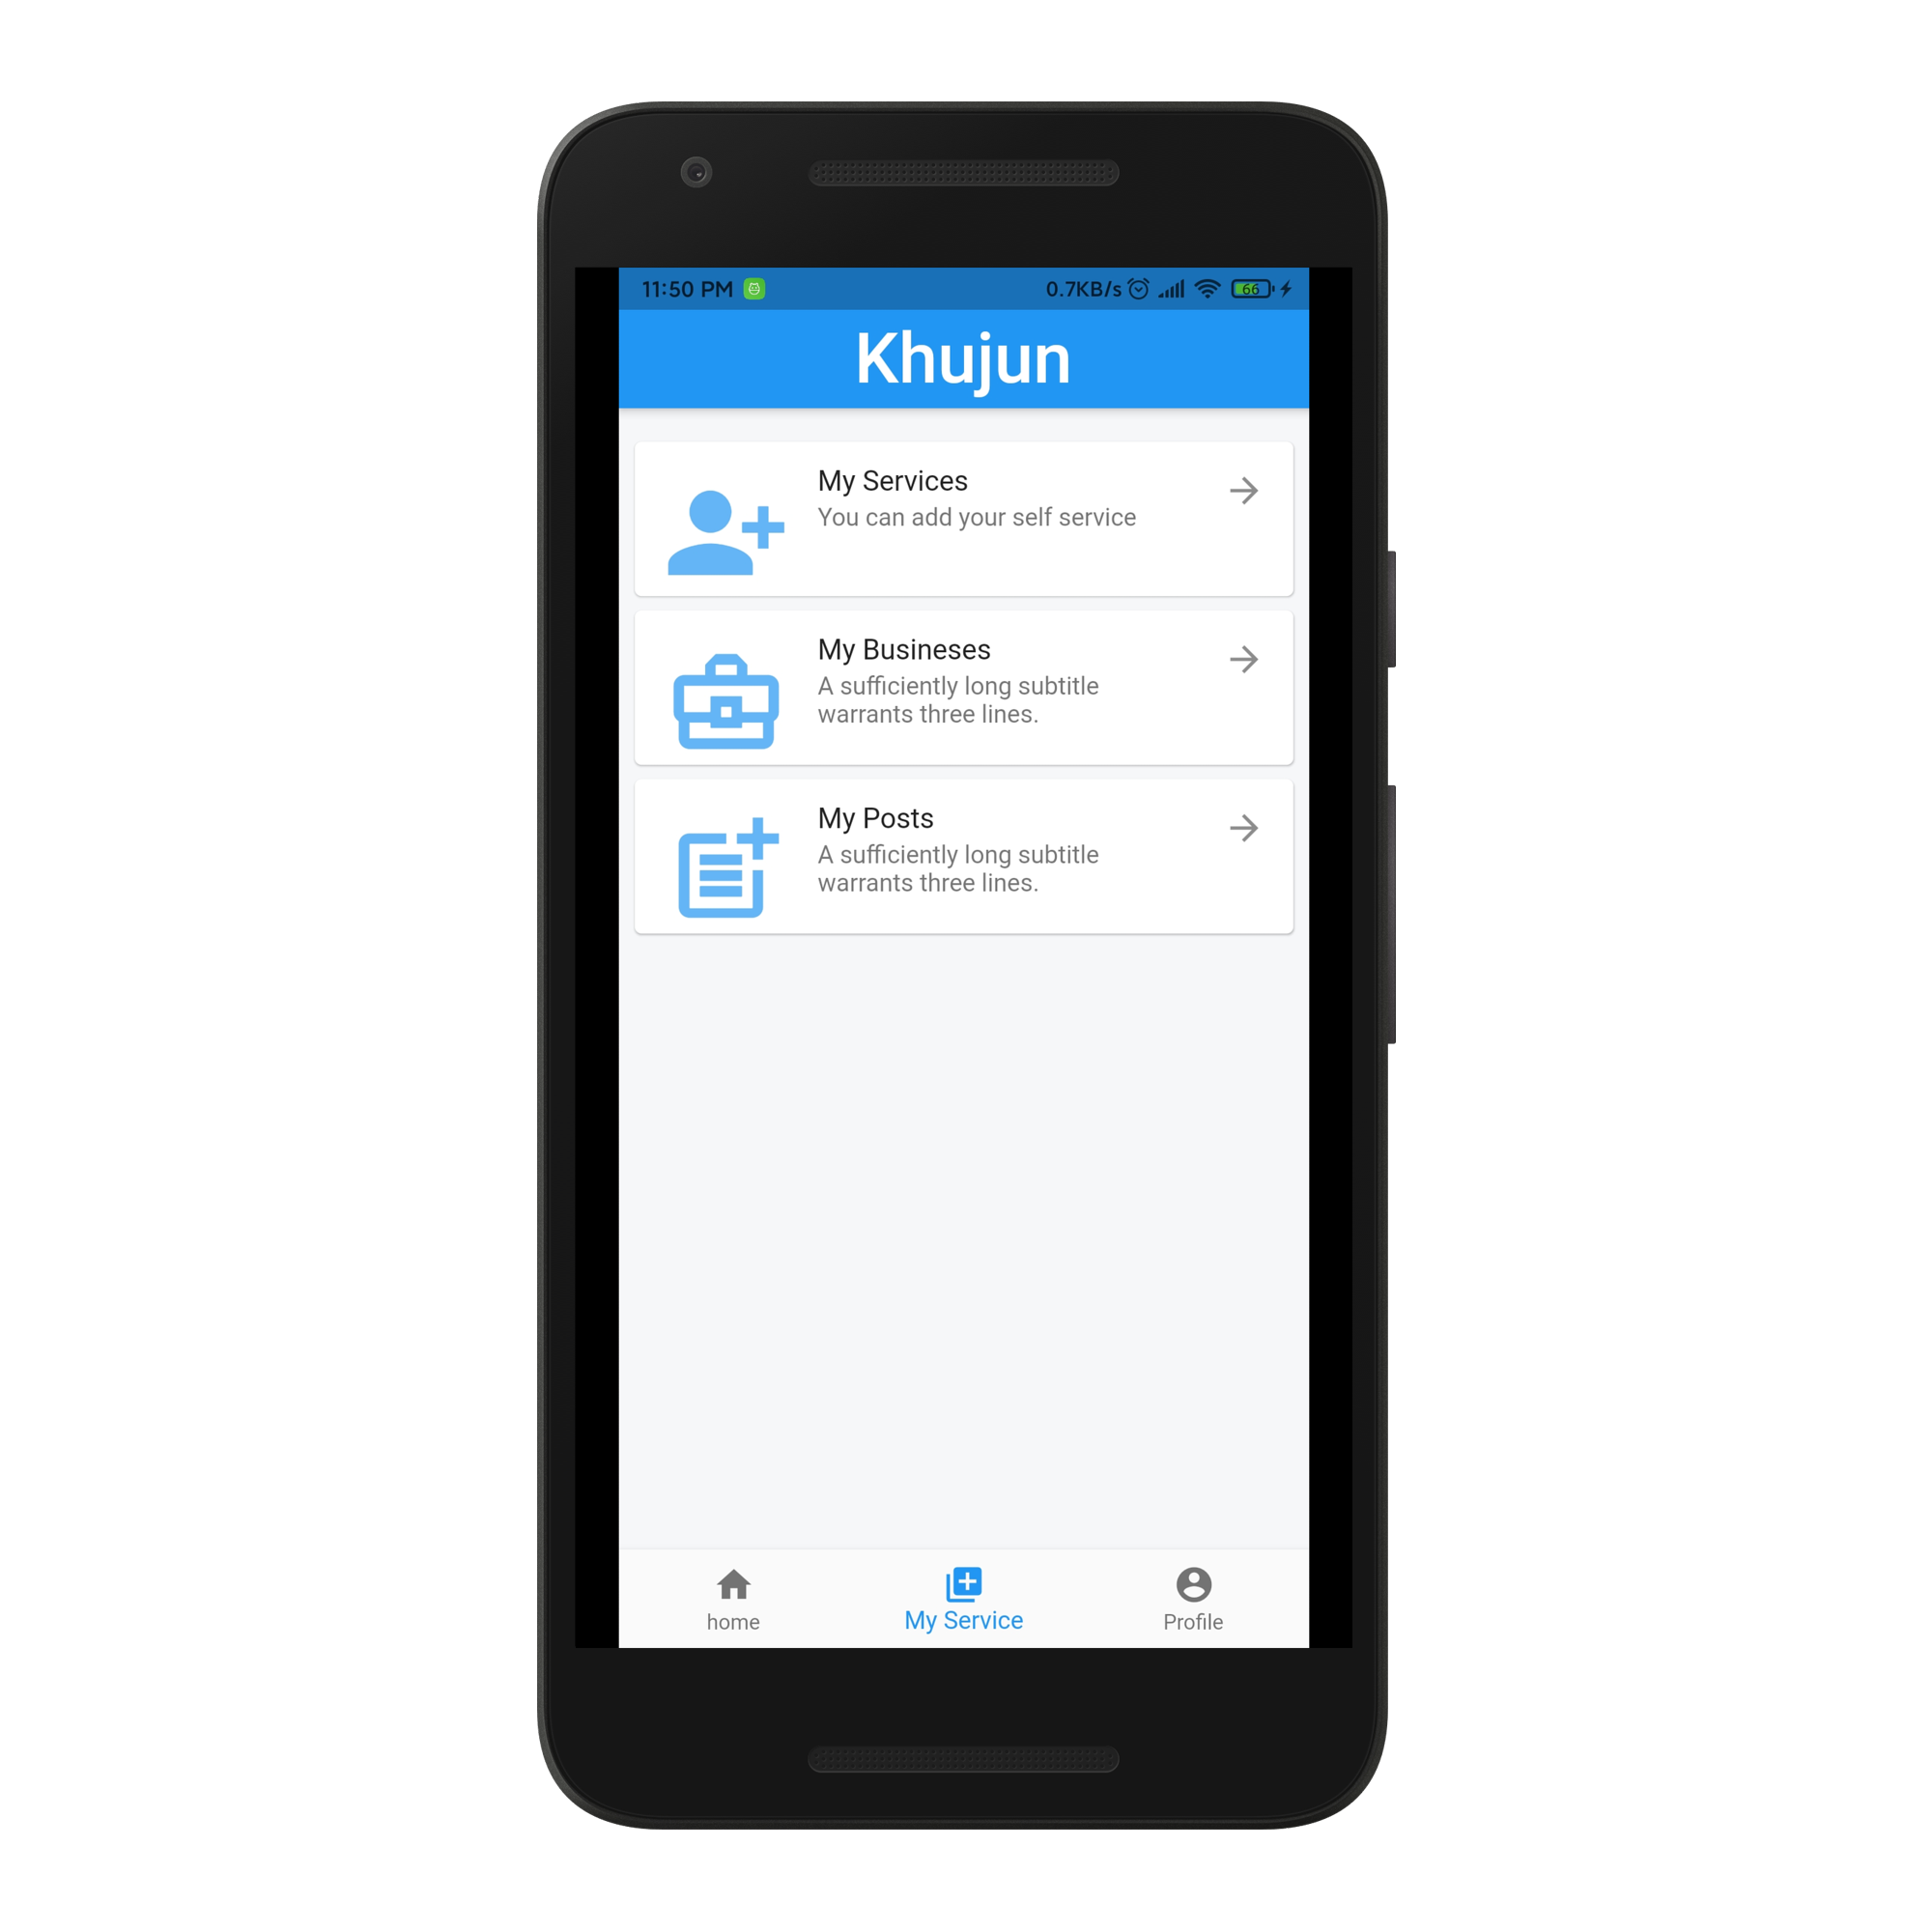 11:50 PM 0.7KB/s 66
Khujun
My Services
You can add your self service
My Busineses
A sufficiently long subtitle
warrants three lines.
My Posts
A sufficiently long subtitle
warrants three lines.
home My Service Profile